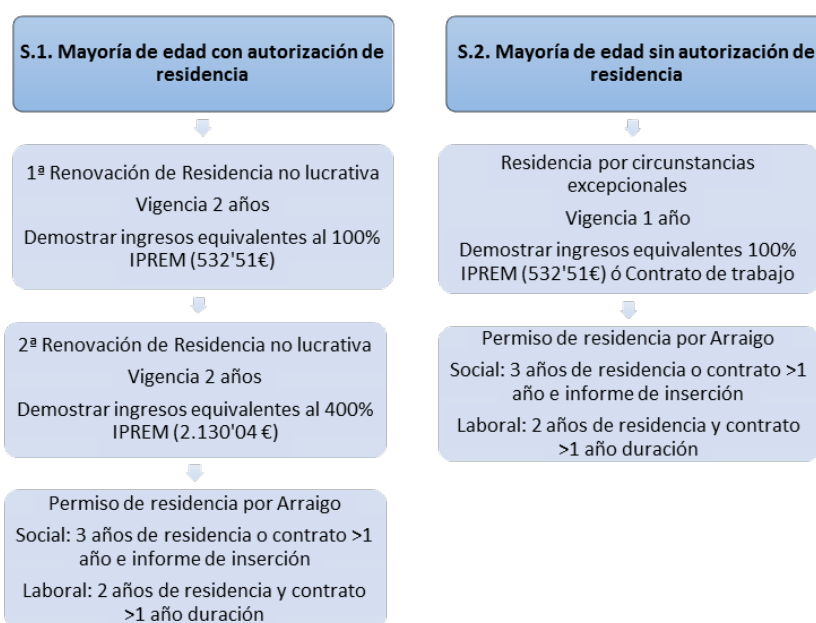 S.1. Mayoría de edad con autorización de
residencia
1ª Renovación de Residencia no lucrativa
Vigencia 2 años
Demostrar ingresos equivalentes al 100%
IPREM (532'51€)
2ª Renovación de Residencia no lucrativa
Vigencia 2 años
Demostrar ingresos equivalentes al 400%
IPREM (2.130'04 €)
Permiso de residencia por Arraigo
Social: 3 años de residencia o contrato >1
año e informe de inserción
Laboral: 2 años de residencia y contrato
>1 año duración
S.2. Mayoría de edad sin autorización de
residencia
Residencia por circunstancias
excepcionales
Vigencia 1 año
Demostrar ingresos equivalentes 100%
IPREM (532'51€) ó Contrato de trabajo
Permiso de residencia por Arraigo
Social: 3 años de residencia o contrato >1
año e informe de inserción
Laboral: 2 años de residencia y contrato
>1 año duración